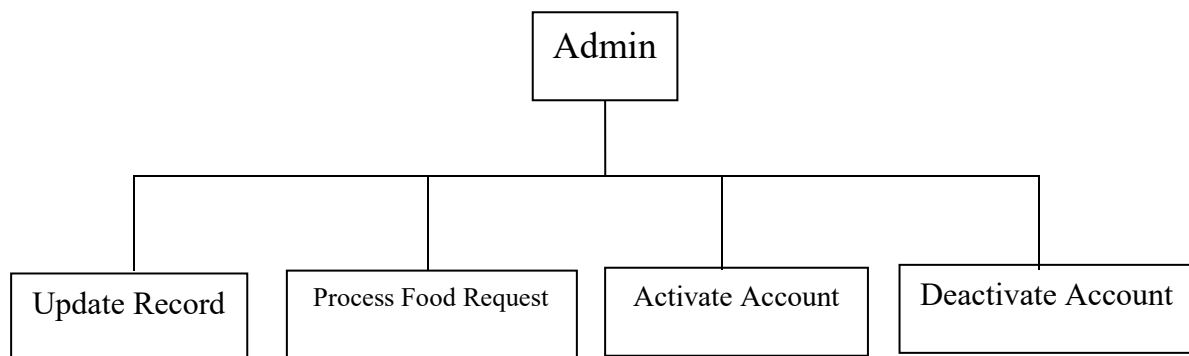 Admin
Update Record
Process Food Request
Activate Account
Deactivate Account